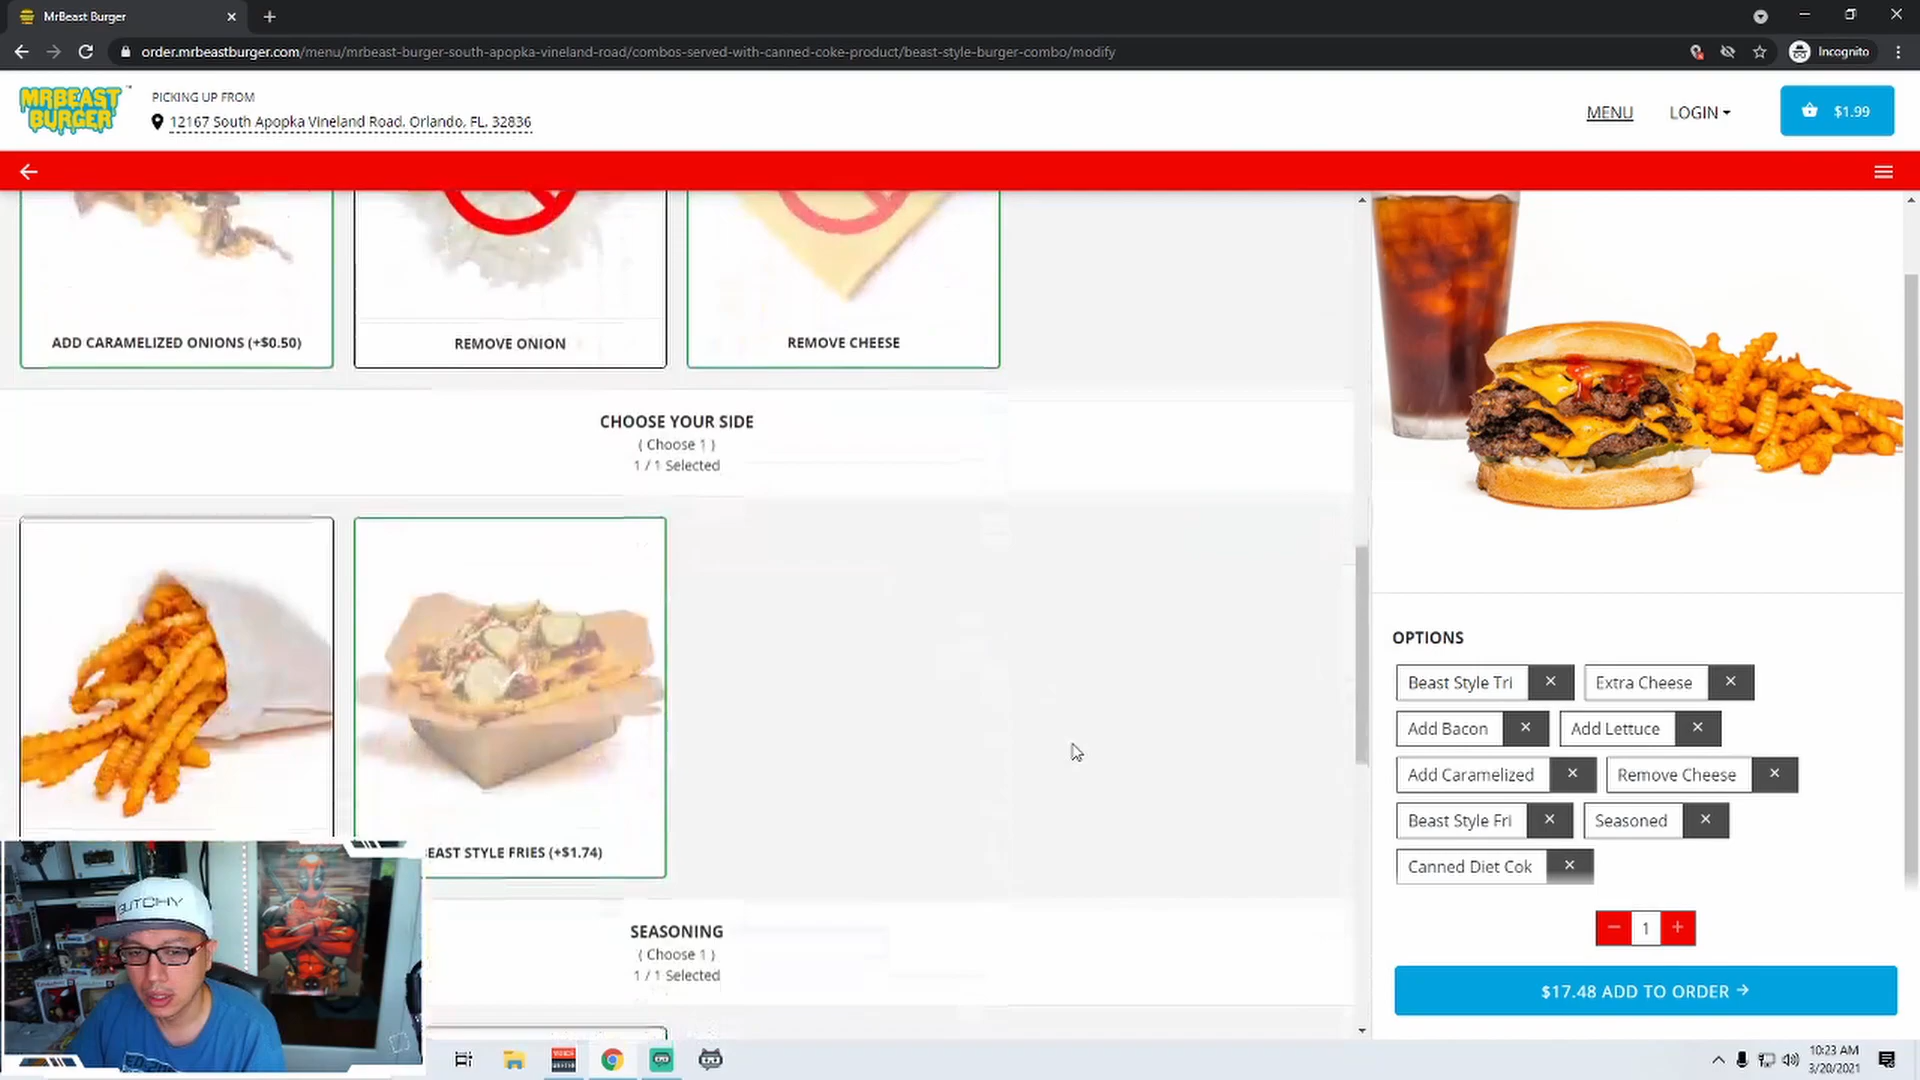 MrBeast Burger
order.mrbeastburger.com/menu/mrbeast-burger-south-apopka-vineland-road/combos-served-with-canned-coke-product/beast-style-burger-combo/modify
Incognito
MRBEAST
BURGER
PICKING UP FROM
12167 South Apopka Vineland Road. Orlando, FL, 32836
MENU
LOGIN
$1.99
ADD CARAMELIZED ONIONS (+$0.50)
REMOVE ONION
REMOVE CHEESE
CHOOSE YOUR SIDE
( Choose 1 )
1 / 1 Selected
EAST STYLE FRIES (+$1.74)
SEASONING
( Choose 1 )
1 / 1 Selected
OPTIONS
Beast Style Tri
Extra Cheese
Add Bacon
Add Lettuce
Add Caramelized
Remove Cheese
Beast Style Fri
Seasoned
Canned Diet Cok
1
$17.48 ADD TO ORDER
10:23 AM
3/20/2021